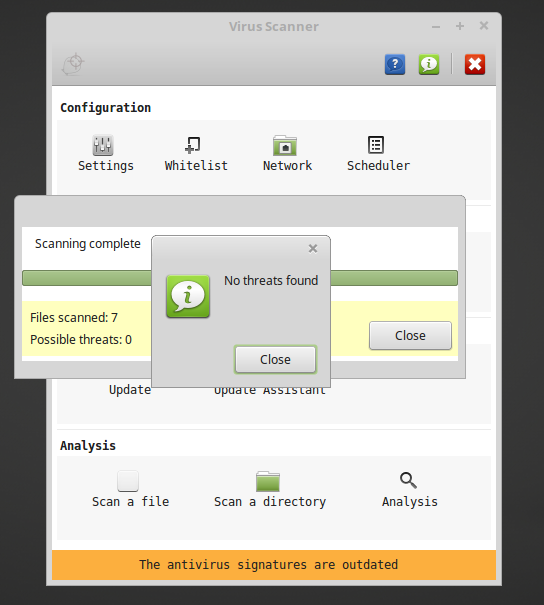 Virus Scanner
Configuration
Settings Whitelist Network Scheduler
Scanning complete
No threats found
Files scanned: 7
Possible threats: 0
Close
Close
Update Update Assistant
Analysis
Scan a file Scan a directory Analysis
The antivirus signatures are outdated